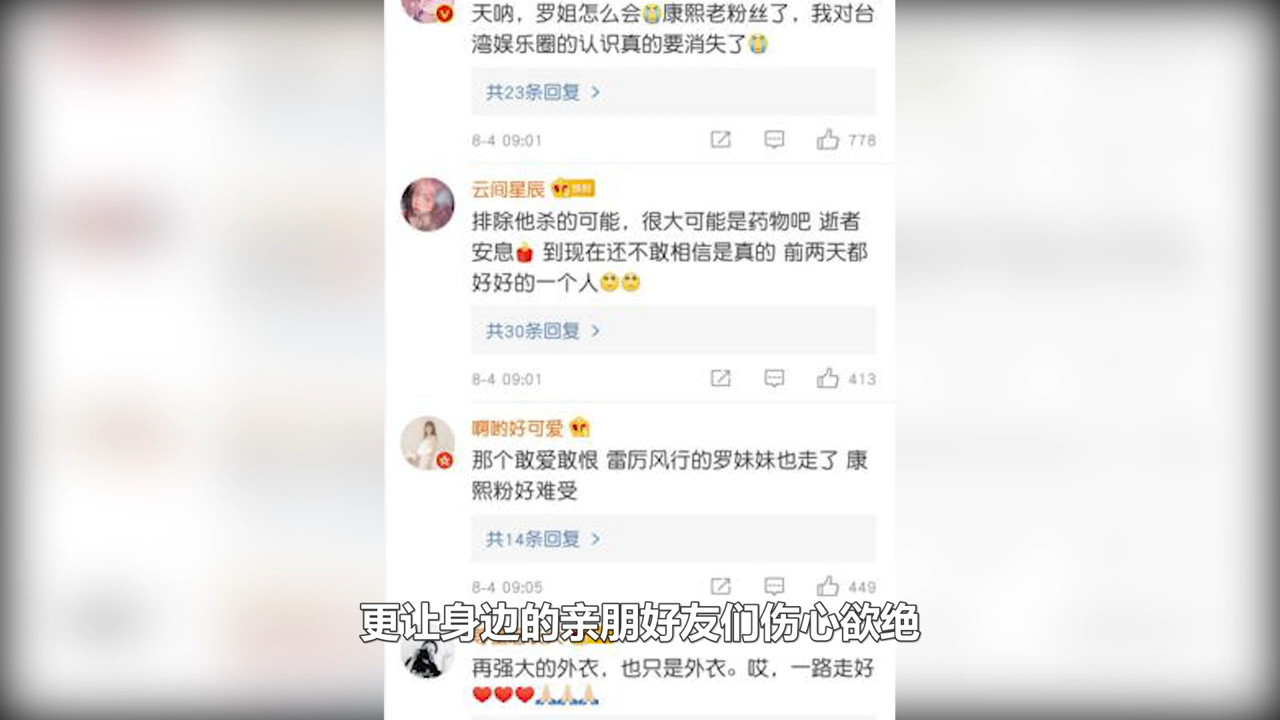 天呐，罗姐怎么会😭康熙老粉丝了，我对台
湾娱乐圈的认识真的要消失了😭
共23条回复 >
8-4 09:01
778
云间星辰
排除他杀的可能，很大可能是药物吧 逝者
安息 到现在还不敢相信是真的 前两天都
好好的一个人🙄🙄
共30条回复 >
8-4 09:01
413
啊哟好可爱
那个敢爱敢恨 雷厉风行的罗妹妹也走了 康
熙粉好难受
共14条回复 >
8-4 09:05
449
更让身边的亲朋好友们伤心欲绝
再强大的外衣，也只是外衣。哎，一路走好
❤️❤️❤️🙏🏻🙏🏻🙏🏻